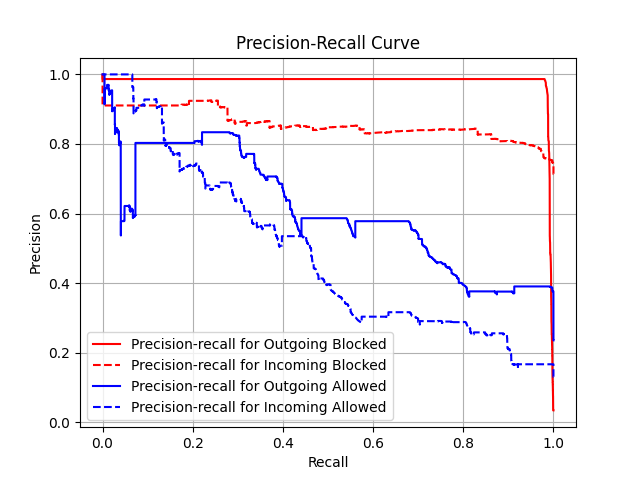 Precision-Recall Curve
1.0
0.8
0.6
0.4
0.2
0.0
Precision
Precision-recall for Outgoing Blocked
Precision-recall for Incoming Blocked
Precision-recall for Outgoing Allowed
Precision-recall for Incoming Allowed
0.0 0.2 0.4 0.6 0.8 1.0
Recall